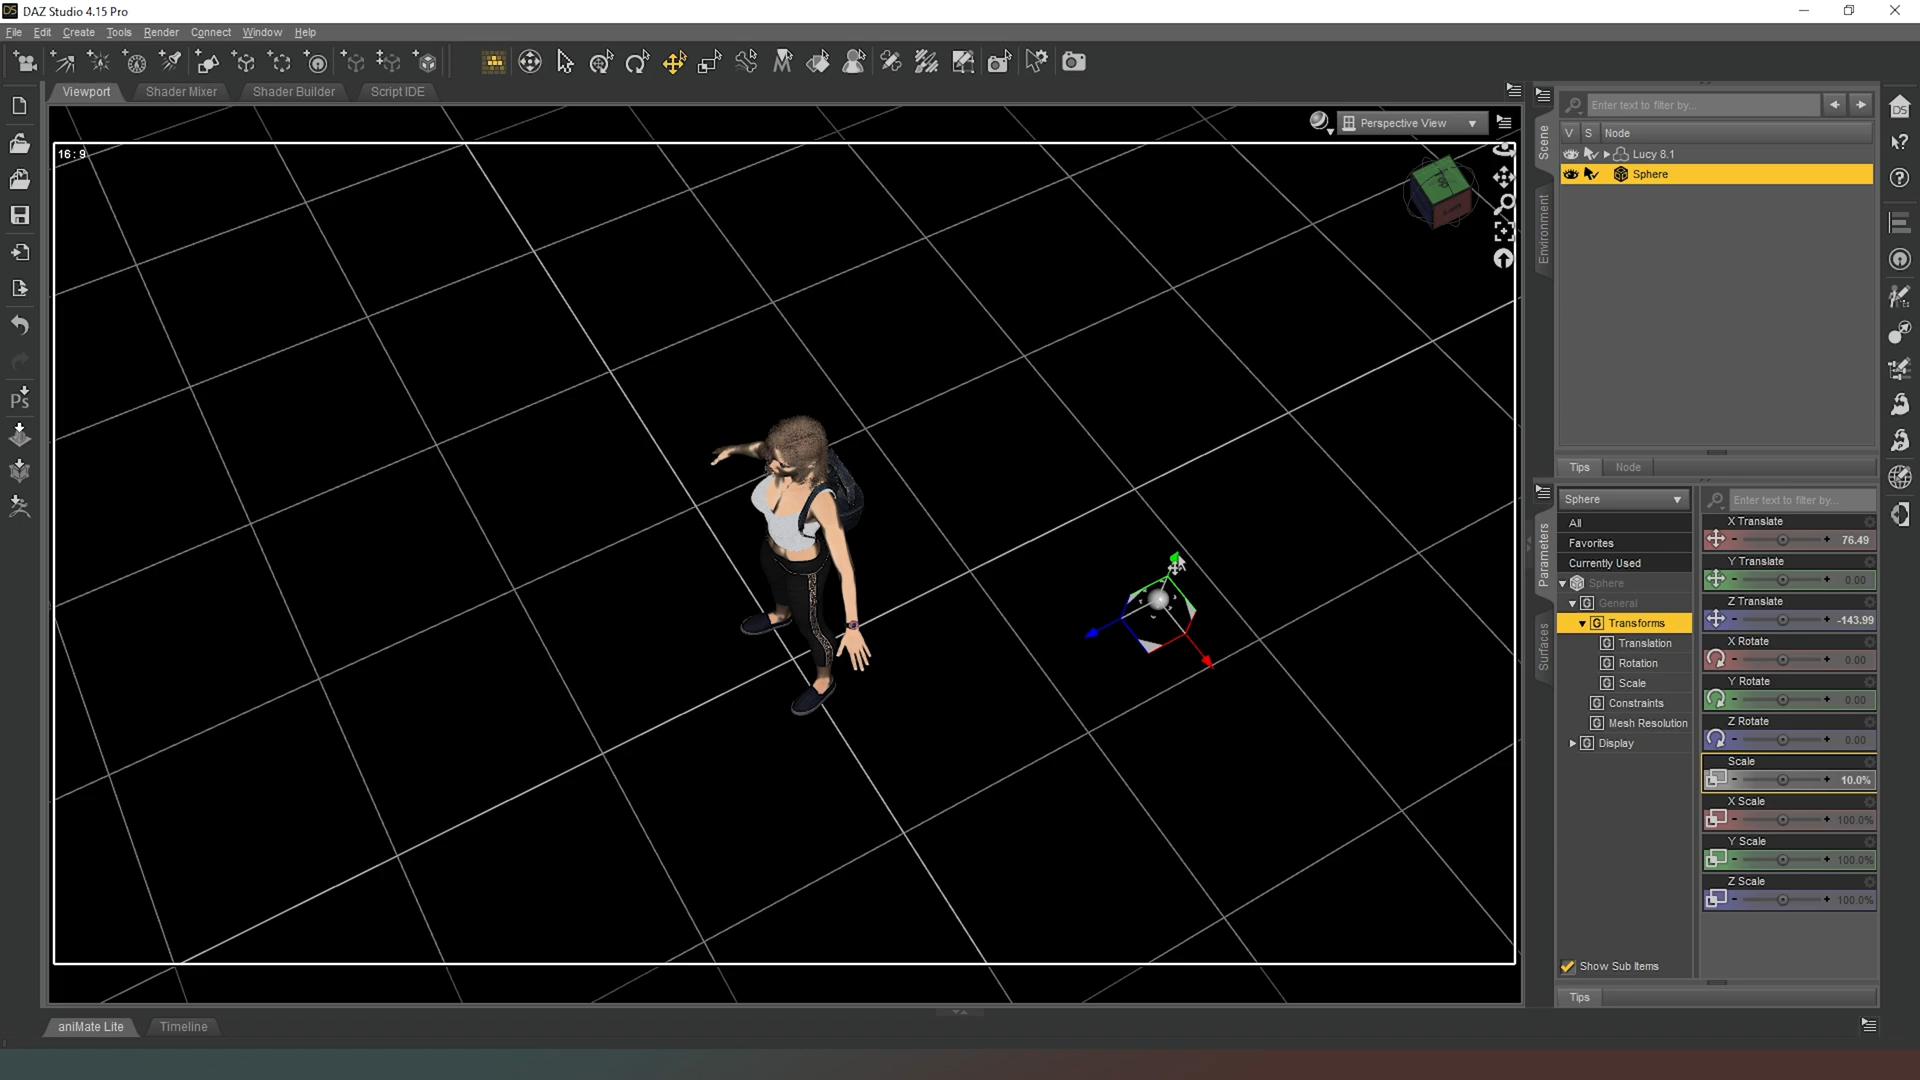 DAZ Studio 4.15 Pro
File Edit Create Tools Render Connect Window Help
Viewport Shader Mixer Shader Builder Script IDE
16:9
Perspective View
Scene
Environment
Enter text to filter by...
V S Node
Lucy 8.1
Sphere
Tips Node
Parameters
Surfaces
Sphere
Enter text to filter by...
All
Favorites
Currently Used
Sphere
General
Transforms
Translation
Rotation
Scale
Constraints
Mesh Resolution
Display
Show Sub Items
X Translate
76.49
Y Translate
0.00
Z Translate
-143.99
X Rotate
0.00
Y Rotate
0.00
Z Rotate
0.00
Scale
10.0%
X Scale
100.0%
Y Scale
100.0%
Z Scale
100.0%
Tips
aniMate Lite Timeline
Ps
DS